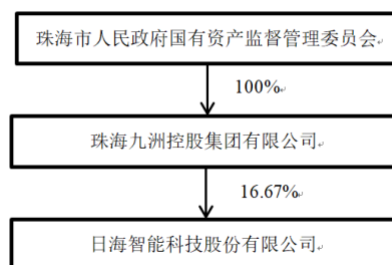 珠海市人民政府国有资产监督管理委员会
100%
珠海九洲控股集团有限公司
16.67%
日海智能科技股份有限公司